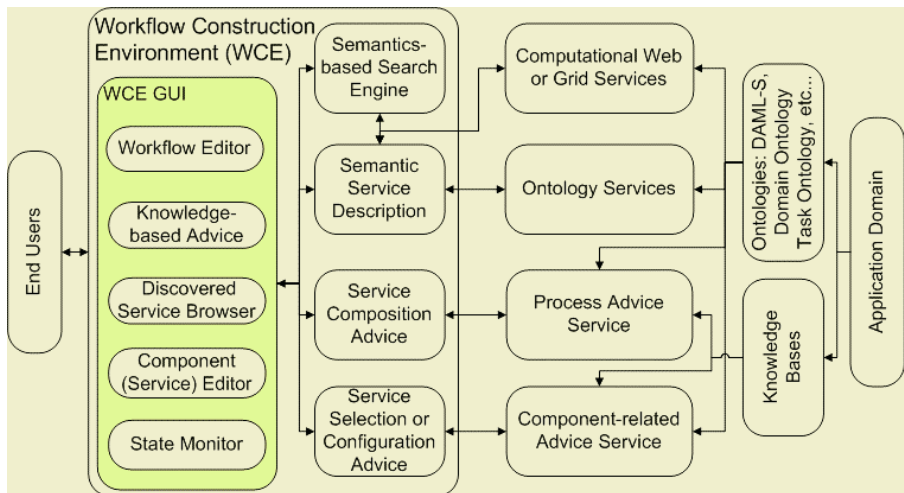 Workflow Construction
Environment (WCE)
WCE GUI
Workflow Editor
Knowledge-
based Advice
Discovered
Service Browser
Component
(Service) Editor
State Monitor
End Users
Semantics-
based Search
Engine
Semantic
Service
Description
Service
Composition
Advice
Service
Selection or
Configuration
Advice
Computational Web
or Grid Services
Ontology Services
Process Advice
Service
Component-related
Advice Service
Ontologies: DAML-S,
Domain Ontology
Task Ontology, etc...
Knowledge
Bases
Application Domain